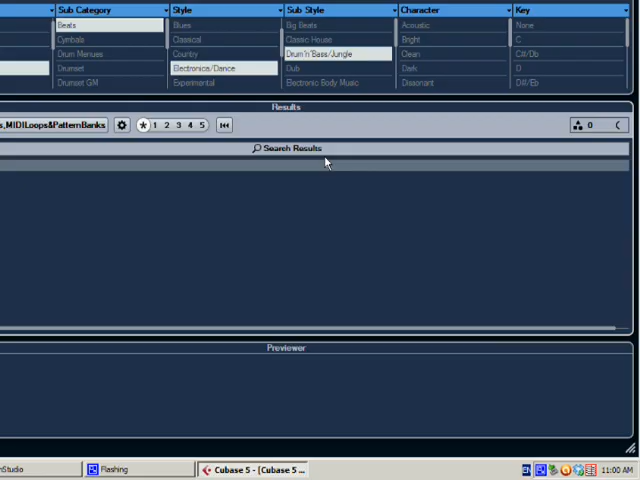 Sub Category Style Sub Style Character Key
Beats Blues Big Beats Acoustic None
Cymbals Classical Classic House Bright C
Drum Menues Country Drum'n'Bass/Jungle Clean C#/Db
Drumset Electronica/Dance Dub Dark D
Drumset GM Experimental Electronic Body Music Dissonant D#/Eb
Results
s,MIDILoops&PatternBanks 1 2 3 4 5 0
Search Results
Previewer
nStudio Flashing Cubase 5 - [Cubase 5 ... EN 11:00 AM